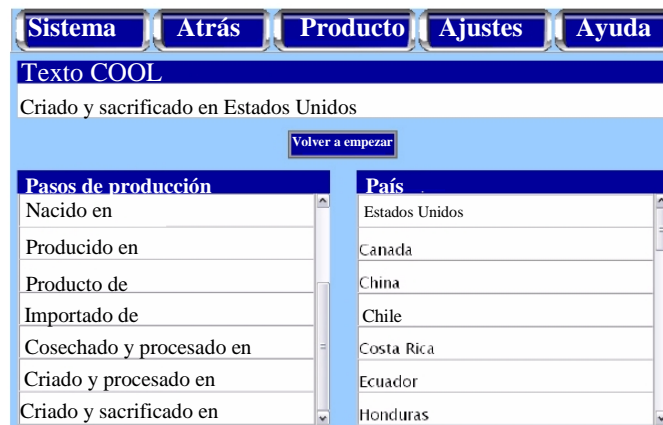 Sistema Atrás Producto Ajustes Ayuda
Texto COOL
Criado y sacrificado en Estados Unidos
Volver a empezar
Pasos de producción
Nacido en
Producido en
Producto de
Importado de
Cosechado y procesado en
Criado y procesado en
Criado y sacrificado en
País
Estados Unidos
Canada
China
Chile
Costa Rica
Ecuador
Honduras